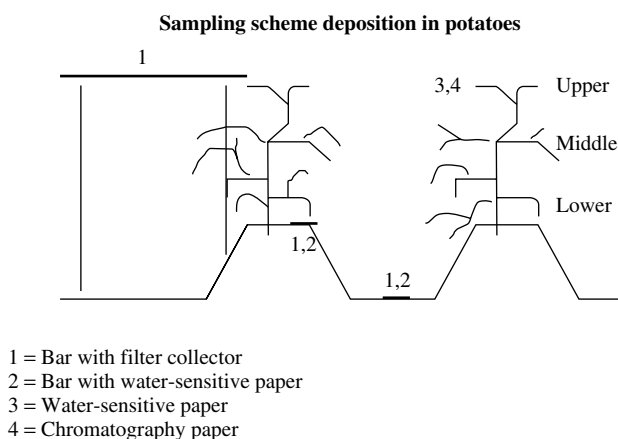 Sampling scheme deposition in potatoes
1
3,4
Upper
Middle
Lower
1,2
1,2
1 = Bar with filter collector
2 = Bar with water-sensitive paper
3 = Water-sensitive paper
4 = Chromatography paper